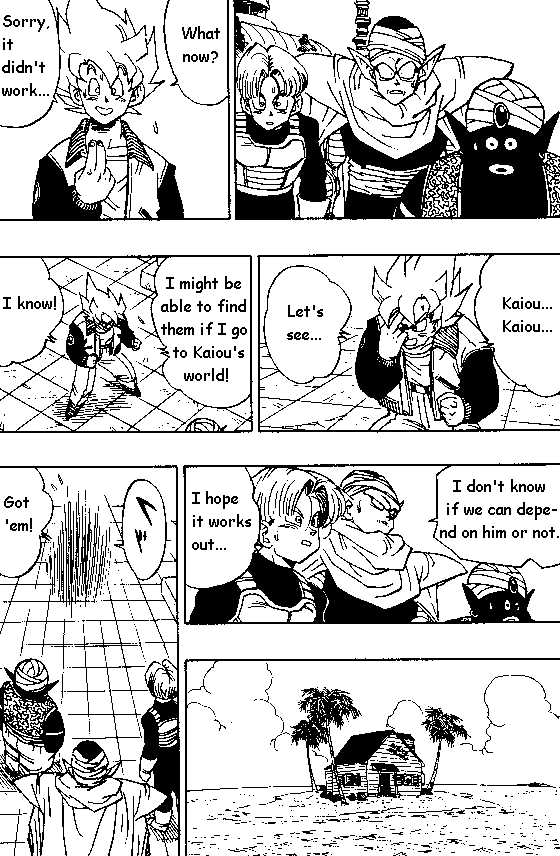 Sorry,
it
didn't
work...
What
now?
I know!
I might be
able to find
them if I go
to Kaiou's
world!
Let's
see...
Kaiou...
Kaiou...
Got
'em!
I hope
it works
out...
I don't know
if we can depe-
nd on him or not.